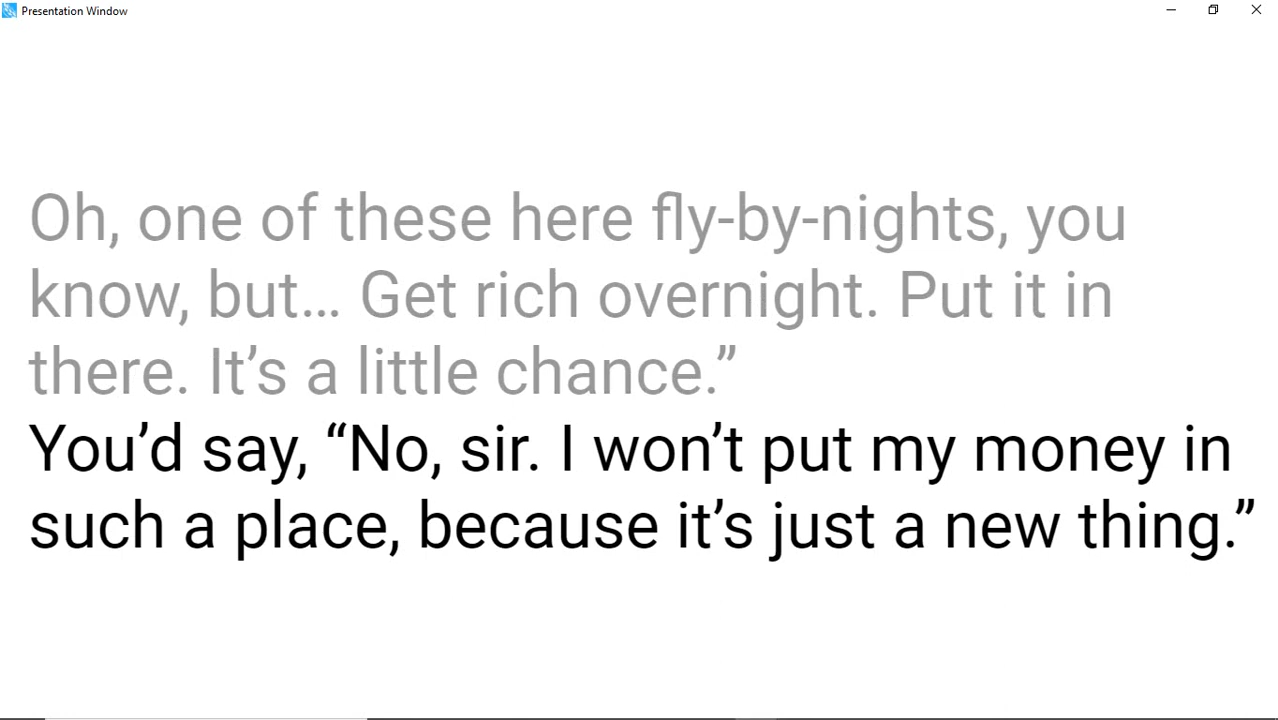 Presentation Window
Oh, one of these here fly-by-nights, you
know, but… Get rich overnight. Put it in
there. It’s a little chance.”
You’d say, “No, sir. I won’t put my money in
such a place, because it’s just a new thing.”